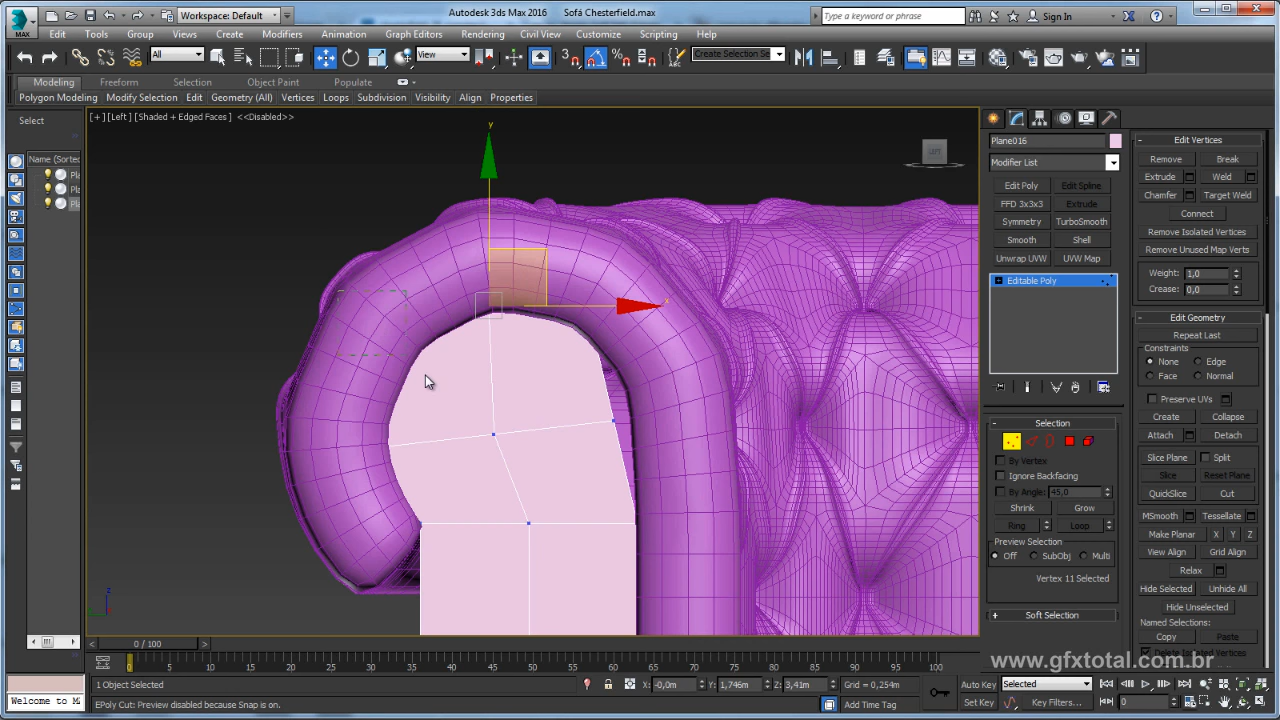 MAX
Workspace: Default
Autodesk 3ds Max 2016 Sofá Chesterfield.max
Type a keyword or phrase
Sign In
Edit Tools Group Views Create Modifiers Animation Graph Editors Rendering Civil View Customize Scripting Help
All
View
Create Selection Se
Modeling Freeform Selection Object Paint Populate
Polygon Modeling Modify Selection Edit Geometry (All) Vertices Loops Subdivision Visibility Align Properties
Select
Name (Sorted
Pla
Pla
Pla
[+] [Left] [Shaded + Edged Faces ] <<Disabled>>
y
x
z
LEFT
Plane016
Modifier List
Edit Poly Edit Spline
FFD 3x3x3 Extrude
Symmetry TurboSmooth
Smooth Shell
Unwrap UVW UVW Map
Editable Poly
Selection
By Vertex
Ignore Backfacing
By Angle: 45,0
Shrink Grow
Ring Loop
Preview Selection
Off SubObj Multi
Vertex 11 Selected
Soft Selection
Edit Vertices
Remove Break
Extrude Weld
Chamfer Target Weld
Connect
Remove Isolated Vertices
Remove Unused Map Verts
Weight: 1,0
Crease: 0,0
Edit Geometry
Repeat Last
Constraints
None Edge
Face Normal
Preserve UVs
Create Collapse
Attach Detach
Slice Plane Split
Slice Reset Plane
QuickSlice Cut
MSmooth Tessellate
Make Planar X Y Z
View Align Grid Align
Relax
Hide Selected Unhide All
Hide Unselected
Named Selections:
Copy Paste
Delete Isolated Vertices
0 / 100
0 5 10 15 20 25 30 35 40 45 50 55 60 65 70 75 80 85 90 95 100
www.gfxtotal.com.br
Welcome to MA
1 Object Selected
X: -0,0m Y: 1,746m Z: 3,41m Grid = 0,254m
Auto Key Selected
EPoly Cut: Preview disabled because Snap is on.
Add Time Tag
Set Key Key Filters...
0